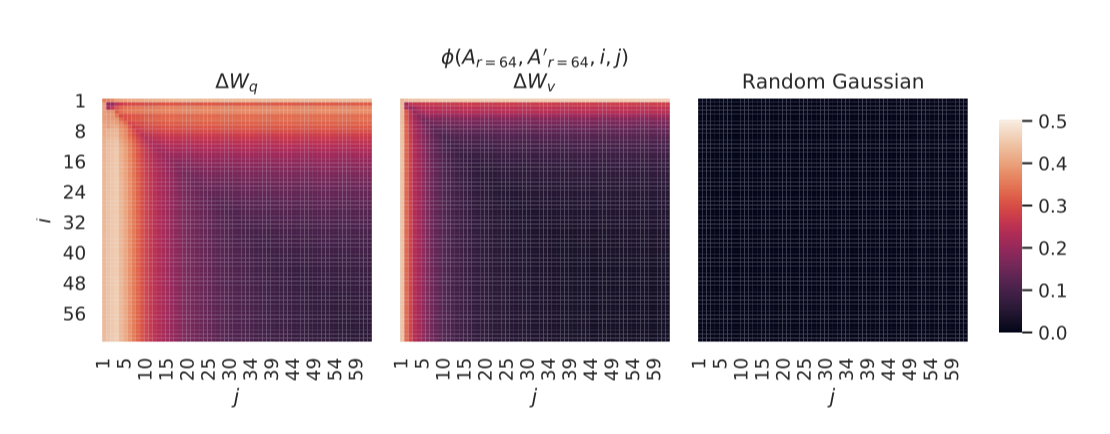 ϕ(A_{r=64}, A'_{r=64}, i, j)
ΔW_q
ΔW_v
Random Gaussian
1
8
16
24
32
40
48
56
i
1 5 10 15 20 25 30 34 39 44 49 54 59
j
1 5 10 15 20 25 30 34 39 44 49 54 59
j
1 5 10 15 20 25 30 34 39 44 49 54 59
j
0.5
0.4
0.3
0.2
0.1
0.0